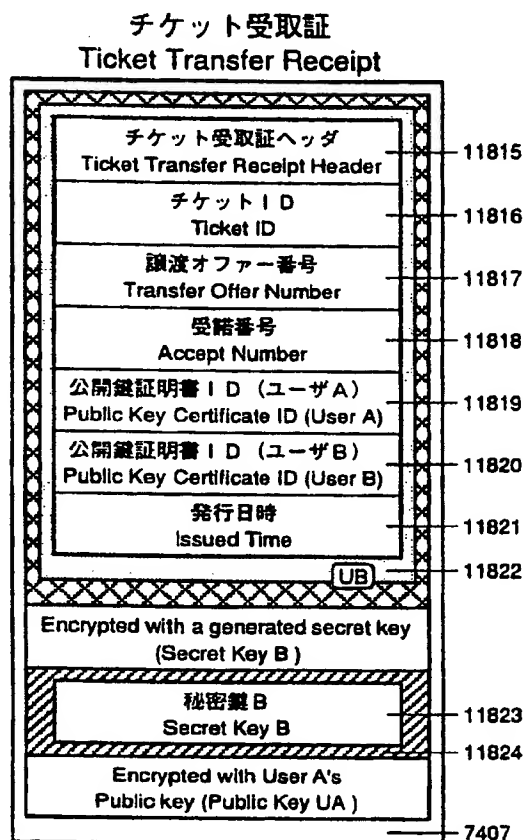 チケット受取証
Ticket Transfer Receipt
チケット受取証ヘッダ
Ticket Transfer Receipt Header
11815
チケットID
Ticket ID
11816
譲渡オファー番号
Transfer Offer Number
11817
受諾番号
Accept Number
11818
公開鍵証明書ID(ユーザA)
Public Key Certificate ID (User A)
11819
公開鍵証明書ID(ユーザB)
Public Key Certificate ID (User B)
11820
発行日時
Issued Time
11821
UB
11822
Encrypted with a generated secret key
(Secret Key B )
秘密鍵B
Secret Key B
11823
11824
Encrypted with User A's
Public key (Public Key UA )
7407